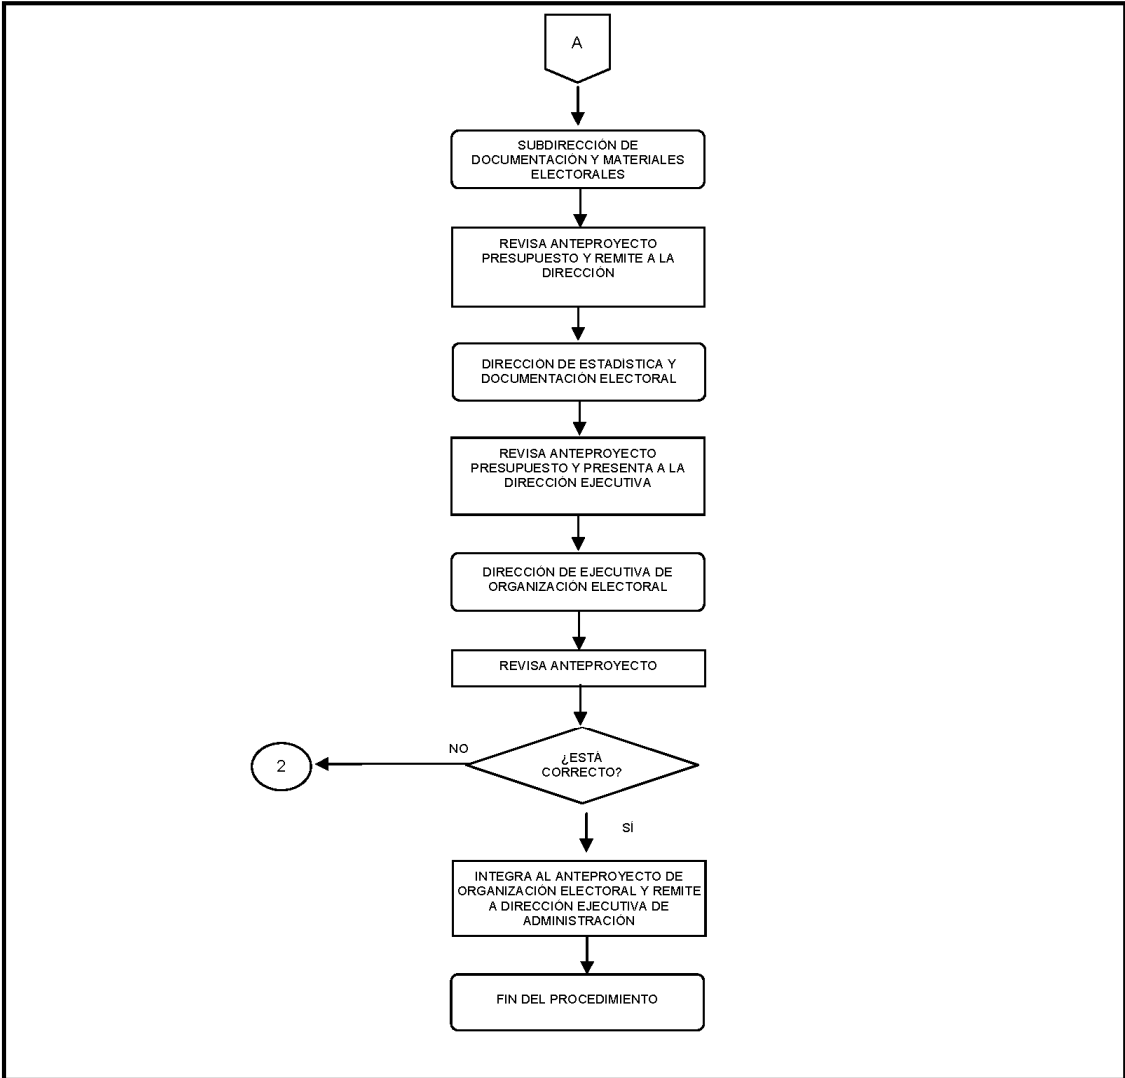 A
SUBDIRECCIÓN DE
DOCUMENTACIÓN Y MATERIALES
ELECTORALES
REVISA ANTEPROYECTO
PRESUPUESTO Y REMITE A LA
DIRECCIÓN
DIRECCIÓN DE ESTADÍSTICA Y
DOCUMENTACIÓN ELECTORAL
REVISA ANTEPROYECTO
PRESUPUESTO Y PRESENTA A LA
DIRECCIÓN EJECUTIVA
DIRECCIÓN DE EJECUTIVA DE
ORGANIZACIÓN ELECTORAL
REVISA ANTEPROYECTO
NO
¿ESTÁ
CORRECTO?
2
SÍ
INTEGRA AL ANTEPROYECTO DE
ORGANIZACIÓN ELECTORAL Y REMITE
A DIRECCIÓN EJECUTIVA DE
ADMINISTRACIÓN
FIN DEL PROCEDIMIENTO